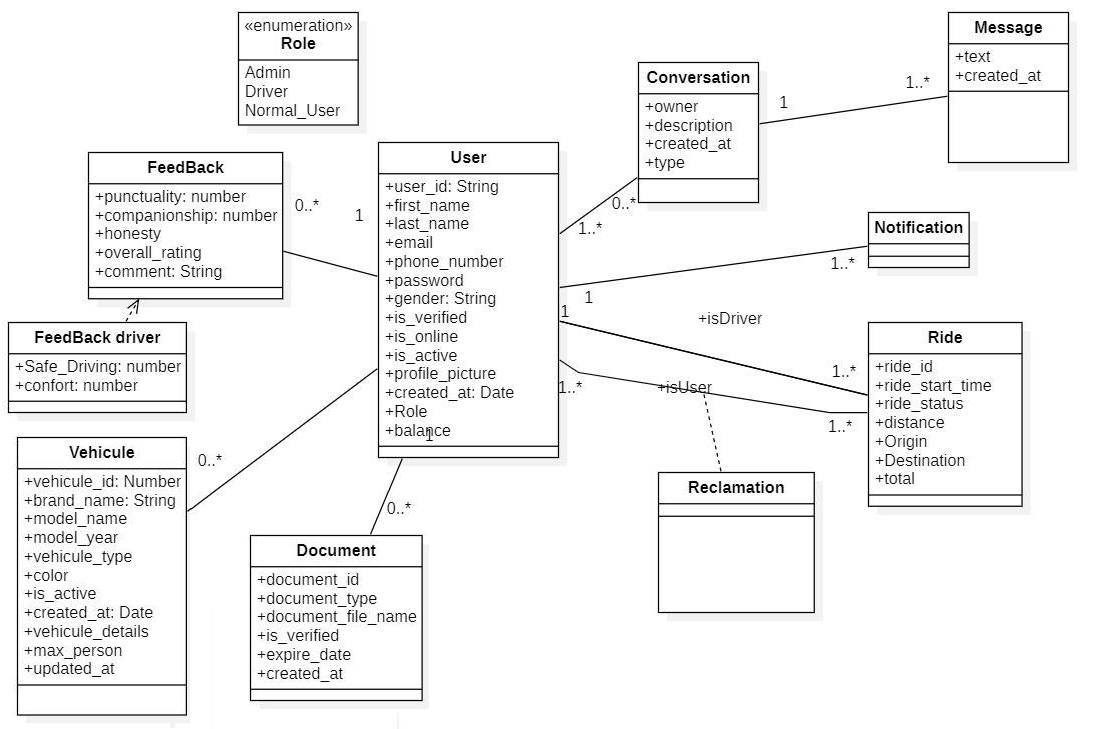 «enumeration»
Role
Admin
Driver
Normal_User
Message
+text
+created_at
Conversation
+owner
+description
+created_at
+type
1
1..*
FeedBack
+punctuality: number
+companionship: number
+honesty
+overall_rating
+comment: String
0..*
1
User
+user_id: String
+first_name
+last_name
+email
+phone_number
+password
+gender: String
+is_verified
+is_online
+is_active
+profile_picture
+created_at: Date
+Role
+balance
0..*
1..*
Notification
1..*
1
1
+isDriver
1..*
1..*
+isUser
1..*
Ride
+ride_id
+ride_start_time
+ride_status
+distance
+Origin
+Destination
+total
FeedBack driver
+Safe_Driving: number
+confort: number
Vehicule
+vehicule_id: Number
+brand_name: String
+model_name
+model_year
+vehicule_type
+color
+is_active
+created_at: Date
+vehicule_details
+max_person
+updated_at
0..*
1
0..*
Document
+document_id
+document_type
+document_file_name
+is_verified
+expire_date
+created_at
Reclamation